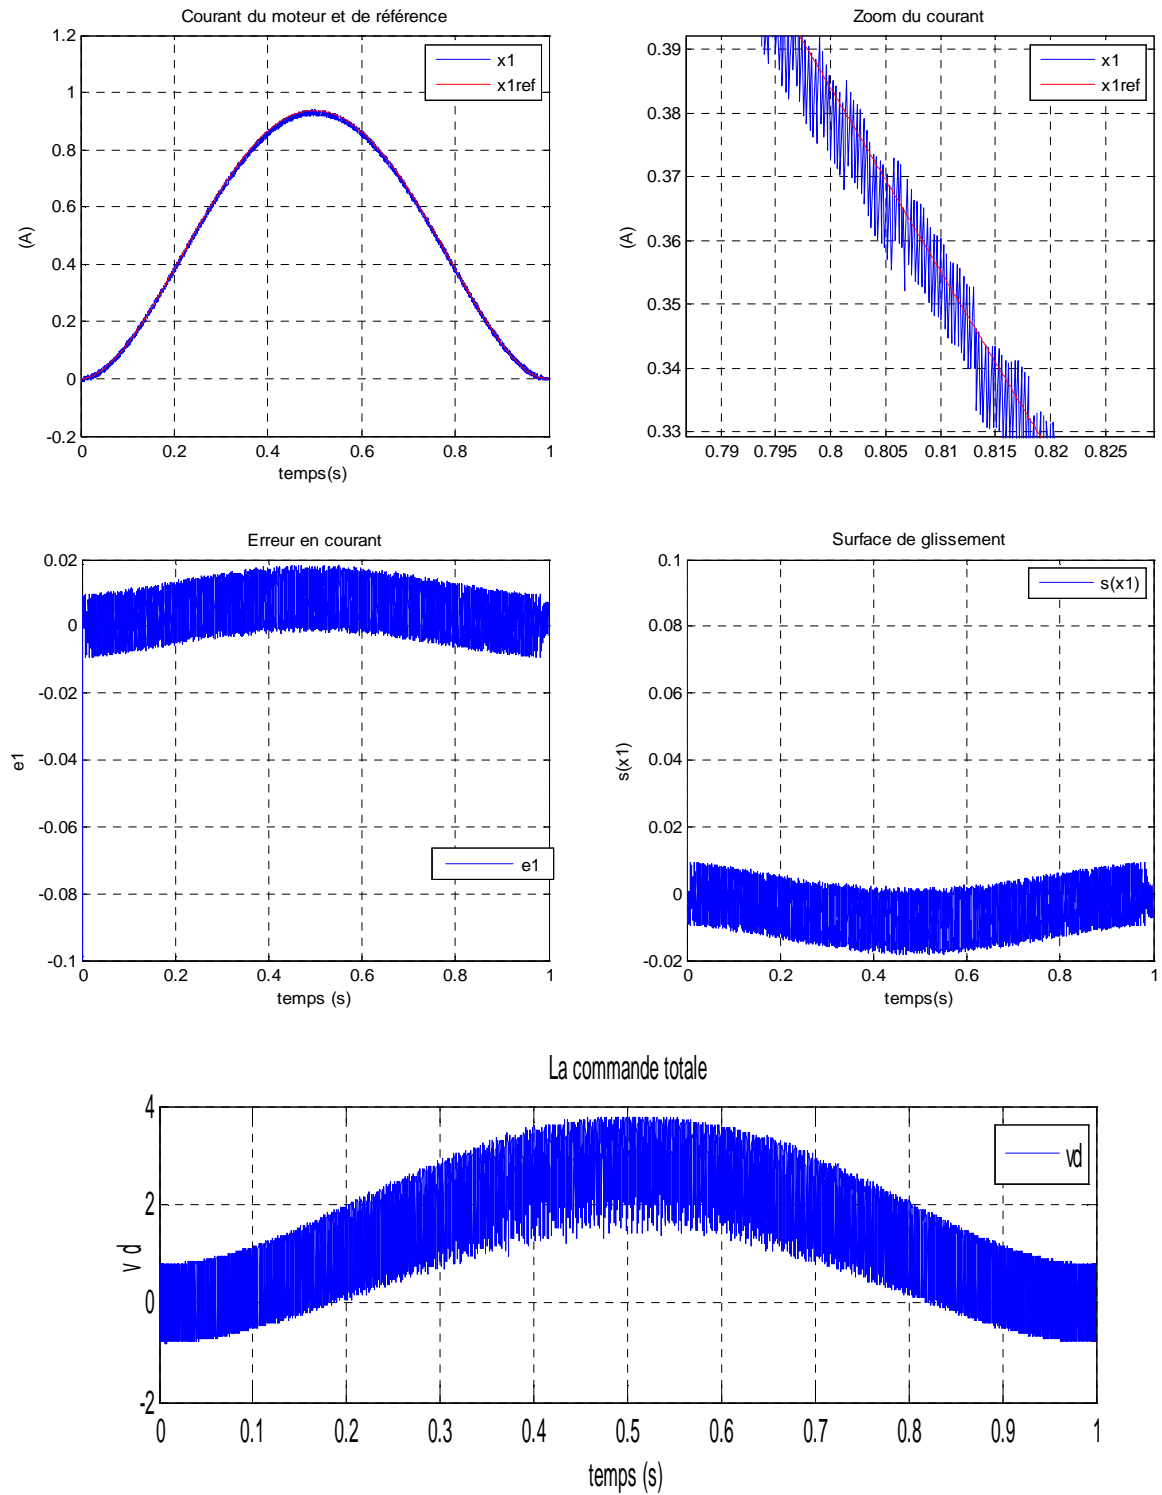 Courant du moteur et de référence
1.2
1
0.8
0.6
0.4
0.2
0
-0.2
(A)
x1
x1ref
0 0.2 0.4 0.6 0.8 1
temps(s)
Zoom du courant
0.39
0.38
0.37
0.36
0.35
0.34
0.33
(A)
x1
x1ref
0.79 0.795 0.8 0.805 0.81 0.815 0.82 0.825
Erreur en courant
0.02
0
-0.02
-0.04
-0.06
-0.08
-0.1
e1
e1
0 0.2 0.4 0.6 0.8 1
temps (s)
Surface de glissement
0.1
0.08
0.06
0.04
0.02
0
-0.02
s(x1)
s(x1)
0 0.2 0.4 0.6 0.8 1
temps(s)
La commande totale
4
2
0
-2
v d
vd
0 0.1 0.2 0.3 0.4 0.5 0.6 0.7 0.8 0.9 1
temps (s)